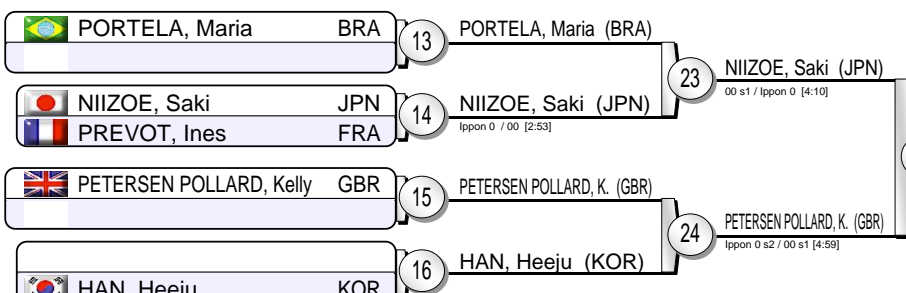 PORTELA, Maria BRA
13
PORTELA, Maria (BRA)
23
NIIZOE, Saki (JPN)
00 s1 / Ippon 0 [4:10]
NIIZOE, Saki JPN
PREVOT, Ines FRA
14
NIIZOE, Saki (JPN)
Ippon 0 / 00 [2:53]
PETERSEN POLLARD, Kelly GBR
15
PETERSEN POLLARD, K. (GBR)
24
PETERSEN POLLARD, K. (GBR)
Ippon 0 s2 / 00 s1 [4:59]
16
HAN, Heeju (KOR)
HAN, Heeju KOR